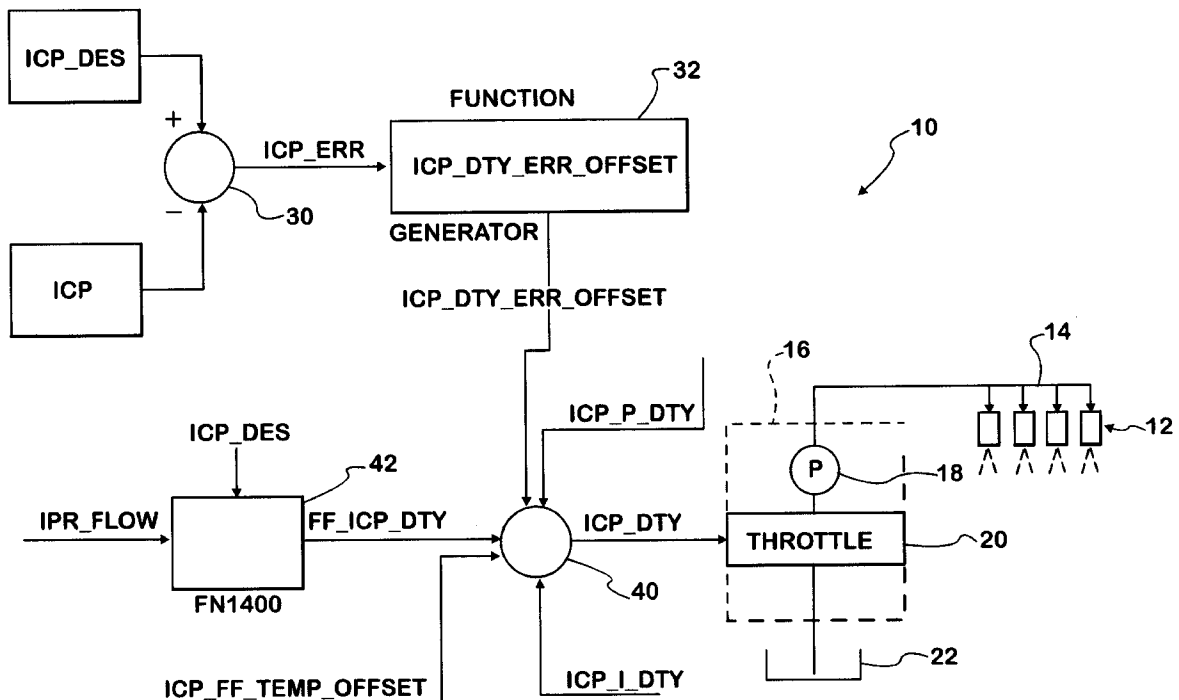 ICP_DES
32
FUNCTION
10
+
ICP_ERR
ICP_DTY_ERR_OFFSET
–
30
GENERATOR
ICP
ICP_DTY_ERR_OFFSET
14
16
ICP_P_DTY
12
ICP_DES
42
P
18
IPR_FLOW
FF_ICP_DTY
ICP_DTY
THROTTLE
20
FN1400
40
22
ICP_FF_TEMP_OFFSET
ICP_I_DTY